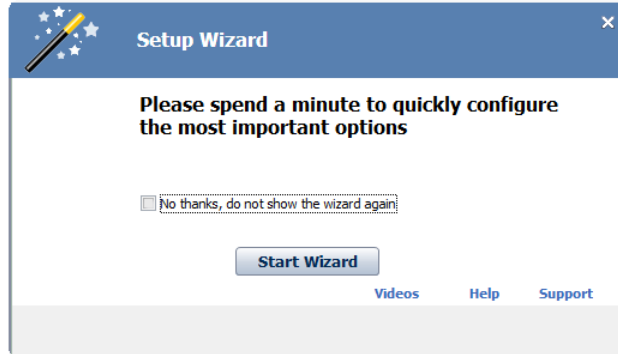 Setup Wizard
Please spend a minute to quickly configure
the most important options
No thanks, do not show the wizard again
Start Wizard
Videos Help Support